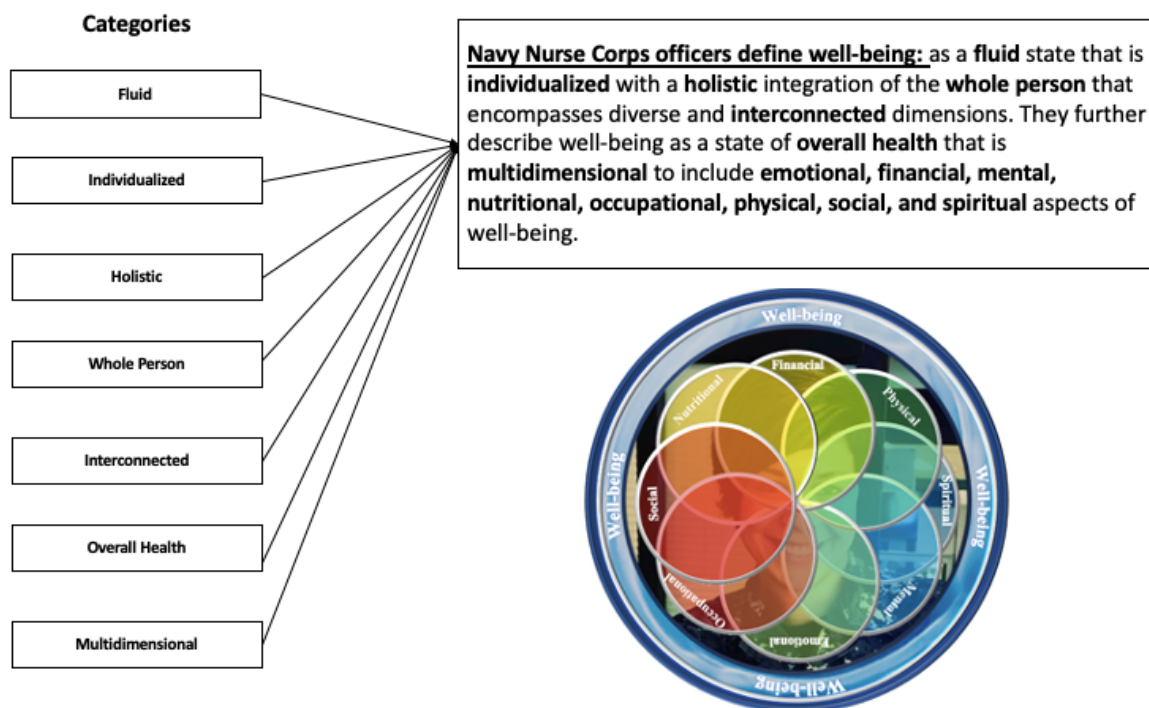 Categories
Fluid
Individualized
Holistic
Whole Person
Interconnected
Overall Health
Multidimensional
Navy Nurse Corps officers define well-being: as a fluid state that is
individualized with a holistic integration of the whole person that
encompasses diverse and interconnected dimensions. They further
describe well-being as a state of overall health that is
multidimensional to include emotional, financial, mental,
nutritional, occupational, physical, social, and spiritual aspects of
well-being.
Well-being
Financial
Nutritional
Physical
Well-being
Social
Spiritual
Well-being
Occupational
Mental
Emotional
Well-being